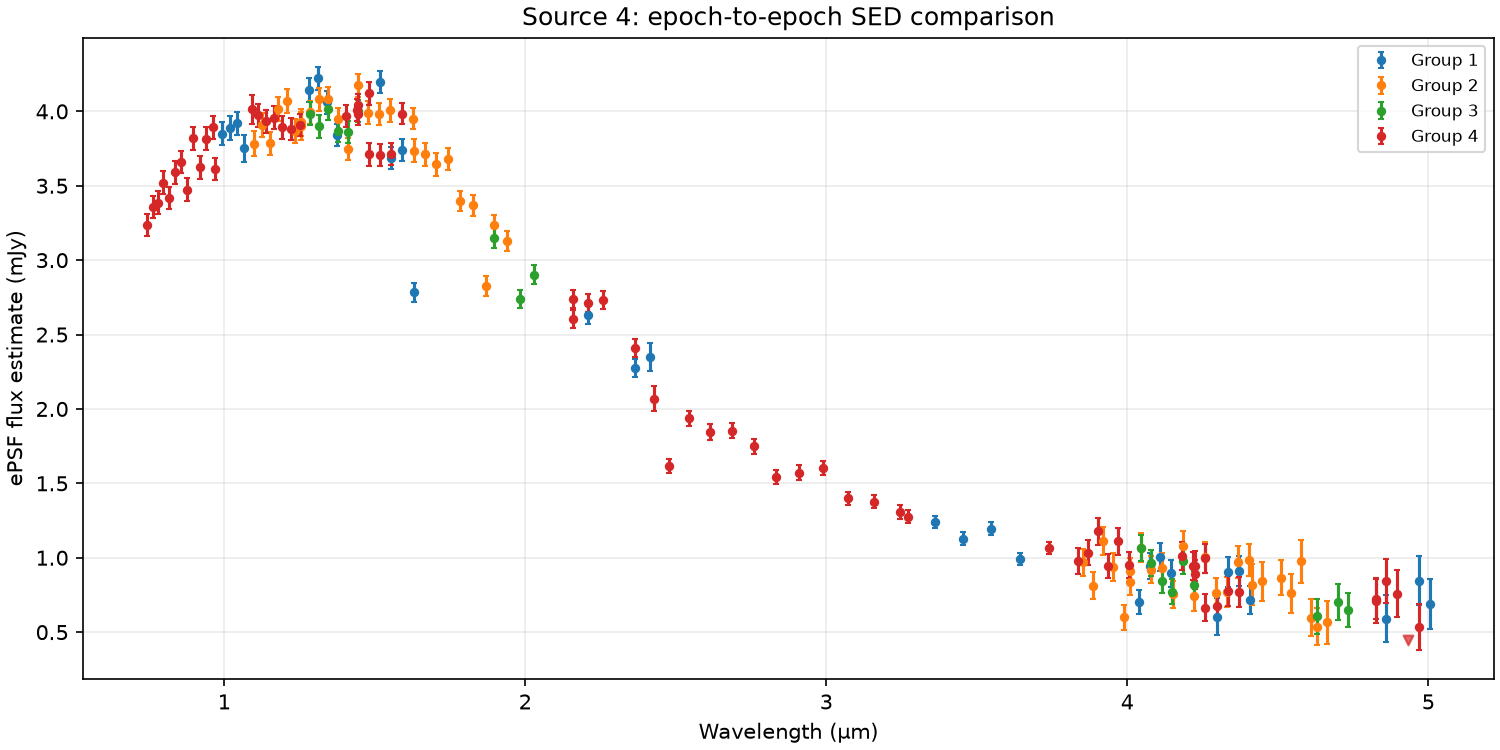 Source 4: epoch-to-epoch SED comparison
Group 1
Group 2
Group 3
Group 4
ePSF flux estimate (mJy)
4.0
3.5
3.0
2.5
2.0
1.5
1.0
0.5
1 2 3 4 5
Wavelength (μm)